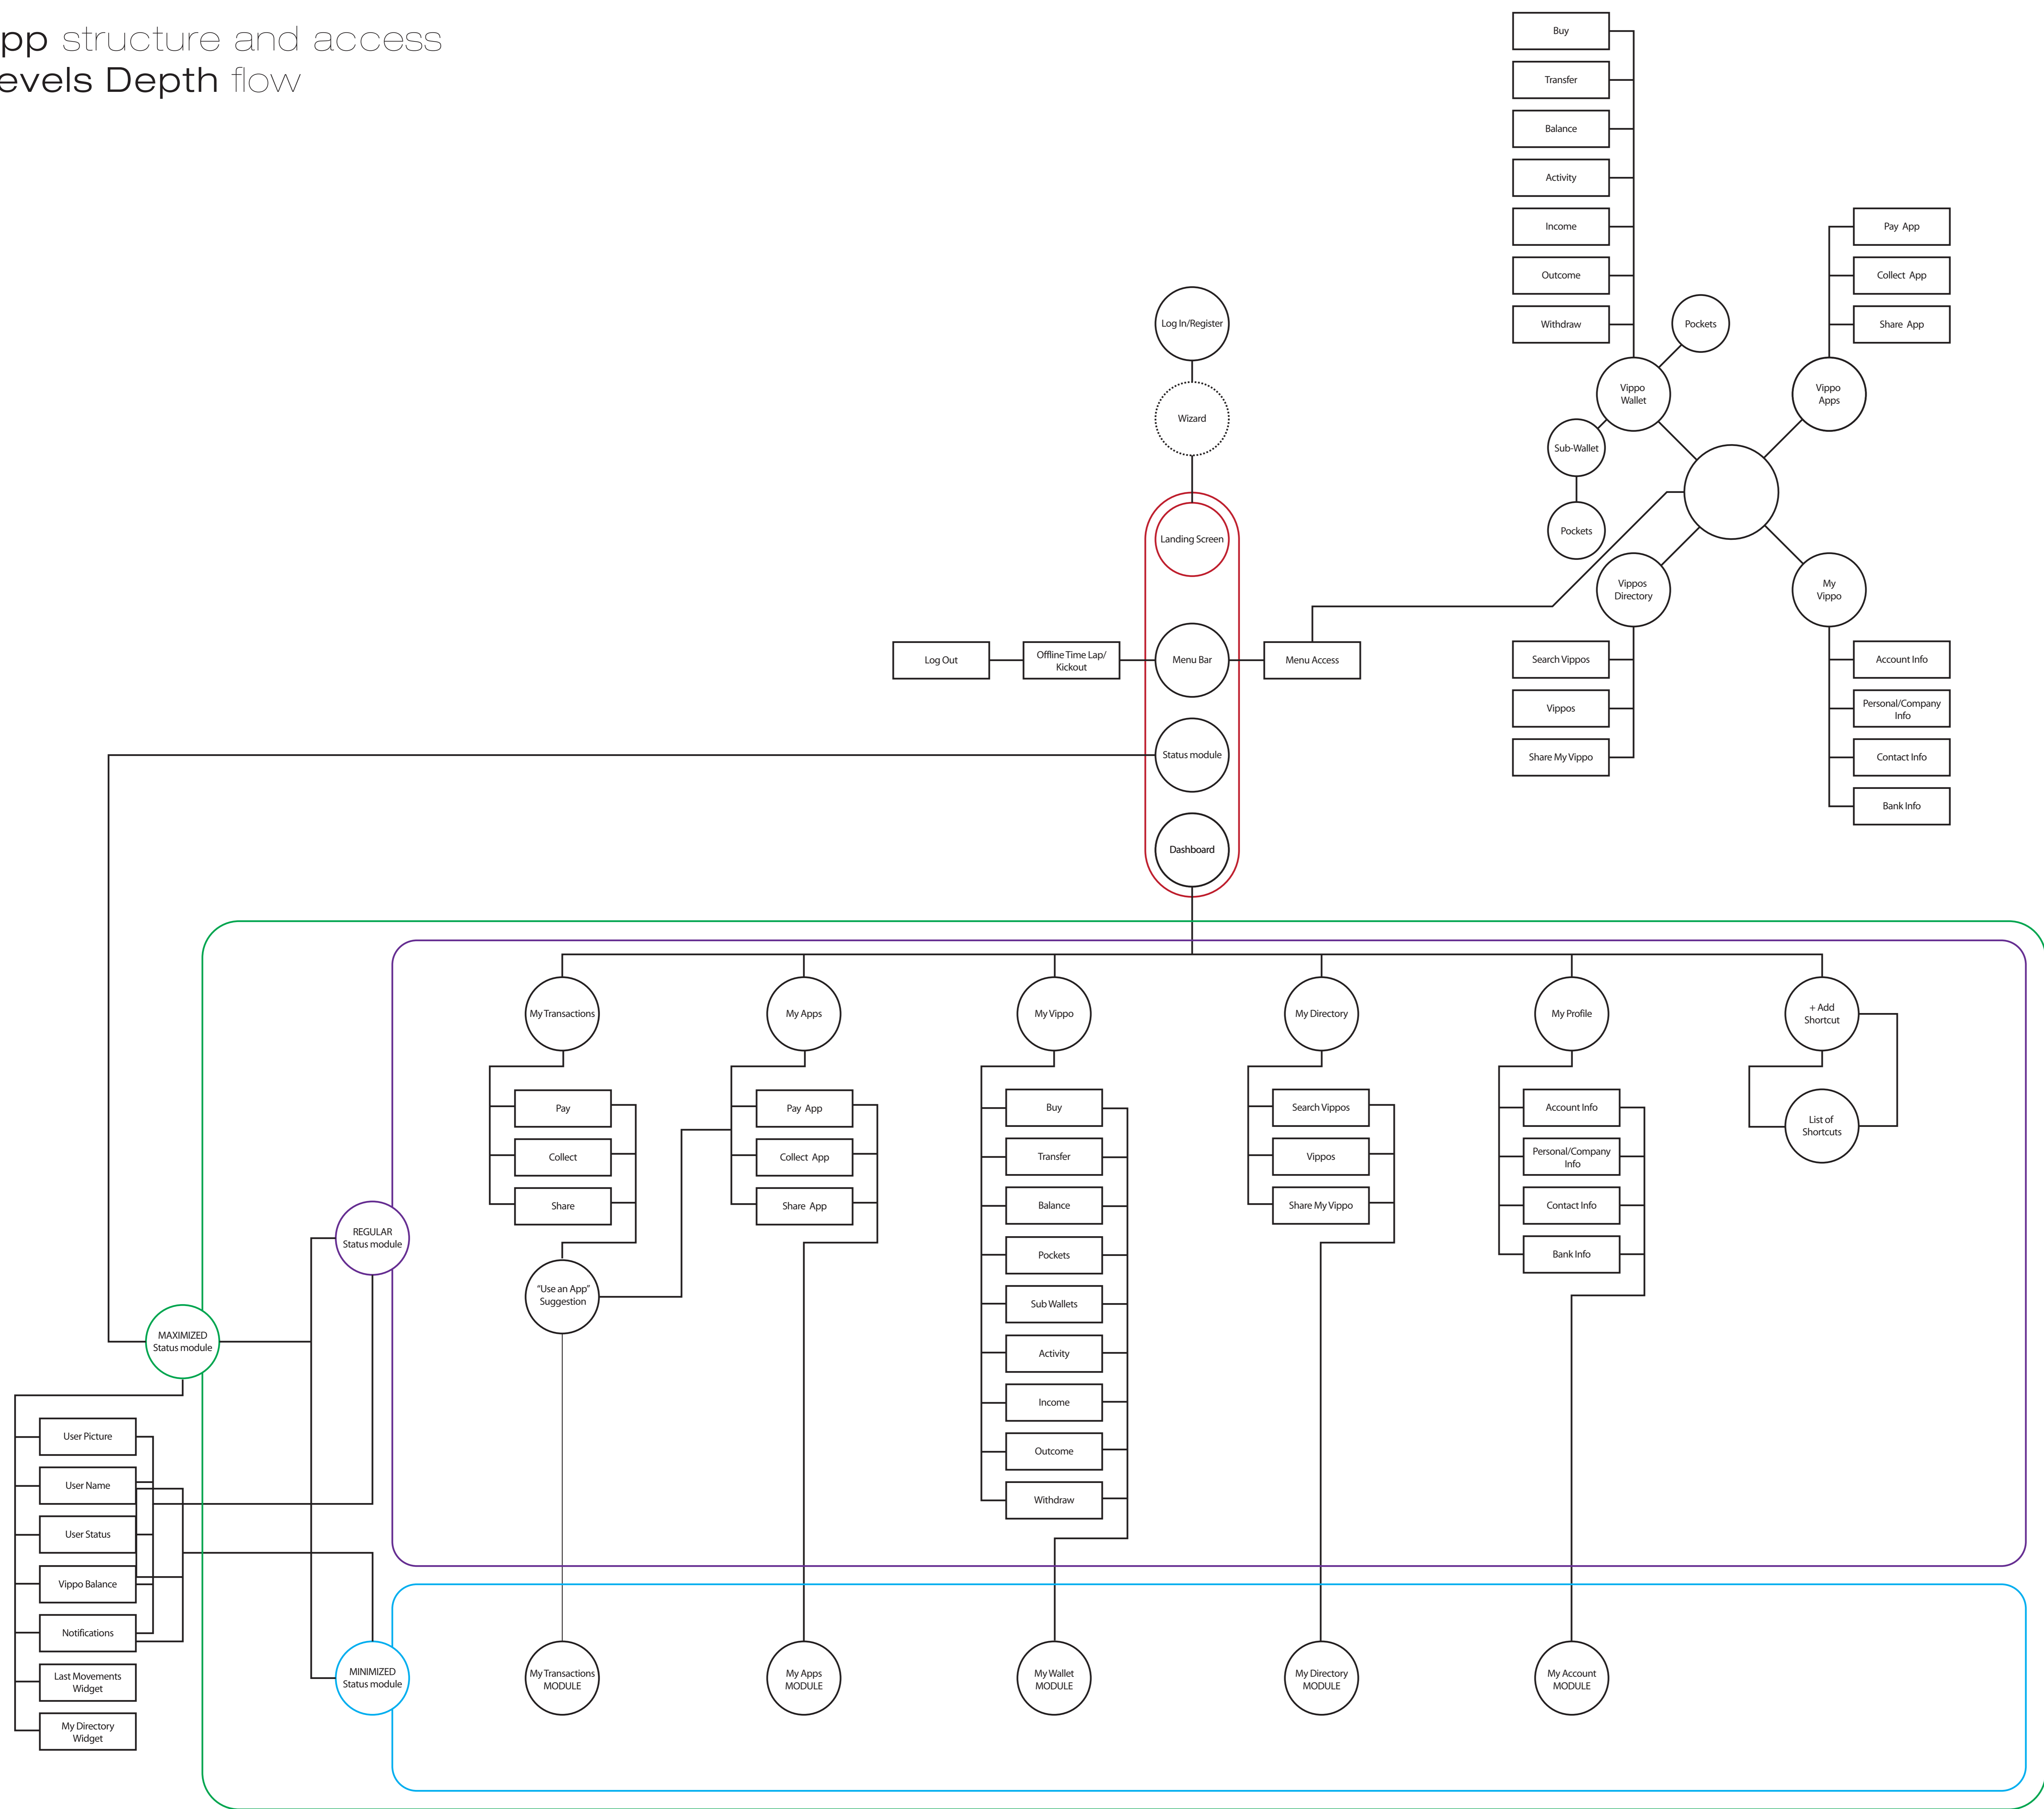 pp structure and access
evels Depth flow
Buy
Transfer
Balance
Activity
Income
Outcome
Withdraw
Pay App
Collect App
Share App
Pockets
Vippo
Wallet
Vippo
Apps
Sub-Wallet
Pockets
Vippos
Directory
My
Vippo
Search Vippos
Vippos
Share My Vippo
Account Info
Personal/Company
Info
Contact Info
Bank Info
Log In/Register
Wizard
Landing Screen
Log Out
Offline Time Lap/
Kickout
Menu Bar
Menu Access
Status module
Dashboard
My Transactions
My Apps
My Vippo
My Directory
My Profile
+ Add
Shortcut
Pay
Collect
Share
"Use an App"
Suggestion
Pay App
Collect App
Share App
Buy
Transfer
Balance
Pockets
Sub Wallets
Activity
Income
Outcome
Withdraw
Search Vippos
Vippos
Share My Vippo
Account Info
Personal/Company
Info
Contact Info
Bank Info
List of
Shortcuts
REGULAR
Status module
MAXIMIZED
Status module
User Picture
User Name
User Status
Vippo Balance
Notifications
Last Movements
Widget
My Directory
Widget
MINIMIZED
Status module
My Transactions
MODULE
My Apps
MODULE
My Wallet
MODULE
My Directory
MODULE
My Account
MODULE